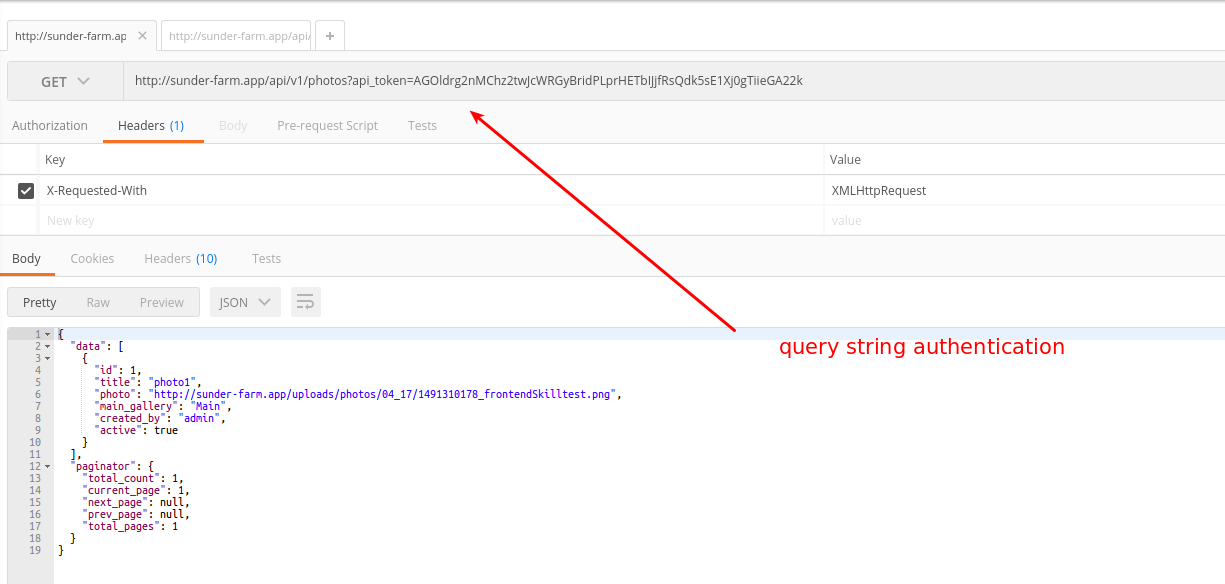 http://sunder-farm.ap
http://sunder-farm.app/api/
GET http://sunder-farm.app/api/v1/photos?api_token=AGOldrg2nMChz2twJcWRGyBridPLprHETbIJjfRsQdk5sE1Xj0gTiieGA22k
Authorization Headers (1) Body Pre-request Script Tests
Key Value
X-Requested-With XMLHttpRequest
New key value
Body Cookies Headers (10) Tests
Pretty Raw Preview JSON
query string authentication
1 {
2 "data": [
3 {
4 "id": 1,
5 "title": "photo1",
6 "photo": "http://sunder-farm.app/uploads/photos/04_17/1491310178_frontendSkilltest.png",
7 "main_gallery": "Main",
8 "created_by": "admin",
9 "active": true
10 }
11 ],
12 "paginator": {
13 "total_count": 1,
14 "current_page": 1,
15 "next_page": null,
16 "prev_page": null,
17 "total_pages": 1
18 }
19 }